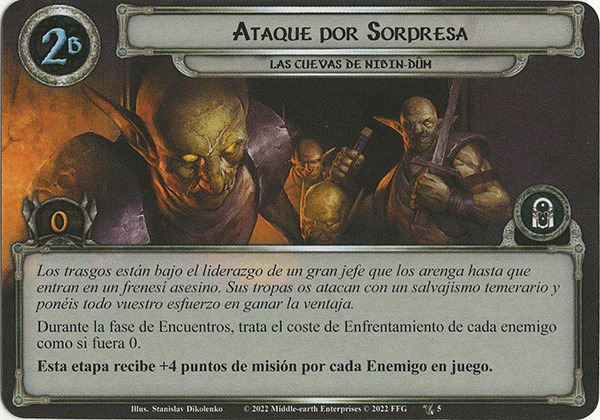 2B
ATAQUE POR SORPRESA
LAS CUEVAS DE NIBIN-DÛM
0
Los trasgos están bajo el liderazgo de un gran jefe que los arenga hasta que
entran en un frenesí asesino. Sus tropas os atacan con un salvajismo temerario y
ponéis todo vuestro esfuerzo en ganar la ventaja.
Durante la fase de Encuentros, trata el coste de Enfrentamiento de cada enemigo
como si fuera 0.
Esta etapa recibe +4 puntos de misión por cada Enemigo en juego.
Illus. Stanislav Dikolenko © 2022 Middle-earth Enterprises © 2022 FFG 5